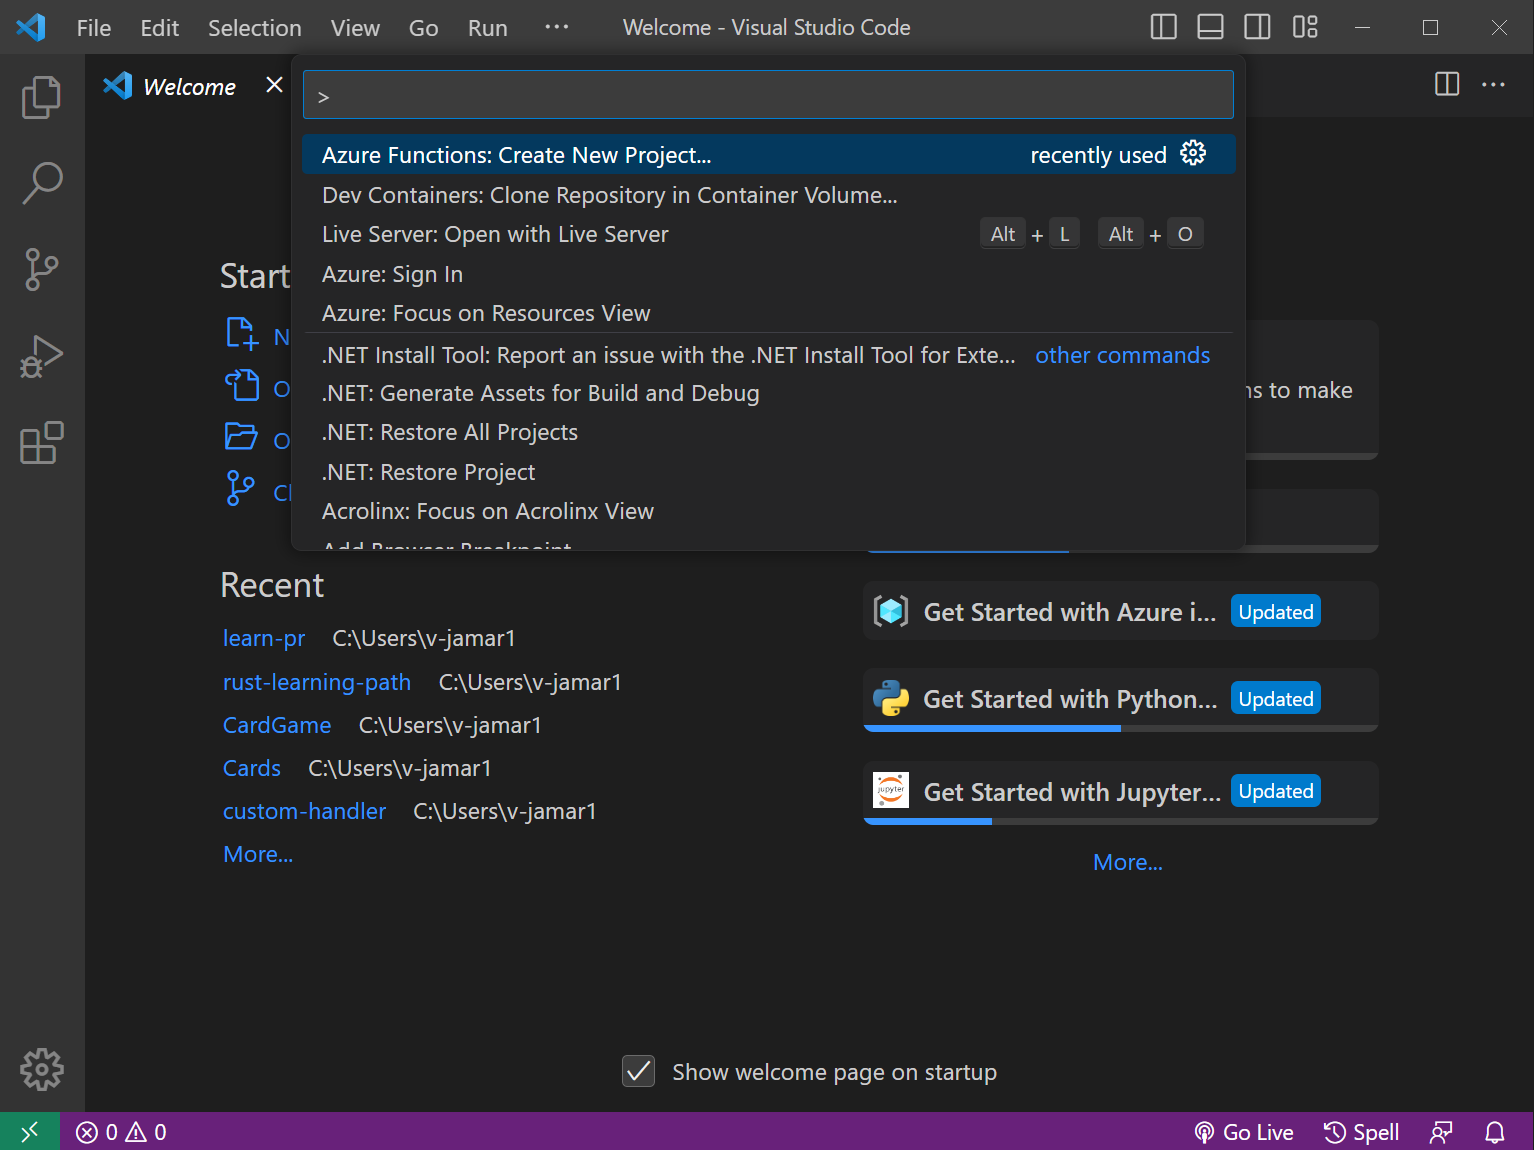 File Edit Selection View Go Run ··· Welcome - Visual Studio Code
Welcome
>
Azure Functions: Create New Project... recently used
Dev Containers: Clone Repository in Container Volume...
Live Server: Open with Live Server Alt + L Alt + O
Azure: Sign In
Azure: Focus on Resources View
.NET Install Tool: Report an issue with the .NET Install Tool for Exte... other commands
.NET: Generate Assets for Build and Debug
.NET: Restore All Projects
.NET: Restore Project
Acrolinx: Focus on Acrolinx View
Add Browser Breakpoint
Start
N
O
O
Cl
ns to make
Recent
learn-pr C:\Users\v-jamar1
rust-learning-path C:\Users\v-jamar1
CardGame C:\Users\v-jamar1
Cards C:\Users\v-jamar1
custom-handler C:\Users\v-jamar1
More...
Get Started with Azure i... Updated
Get Started with Python... Updated
jupyter
Get Started with Jupyter... Updated
More...
Show welcome page on startup
0 0 Go Live Spell